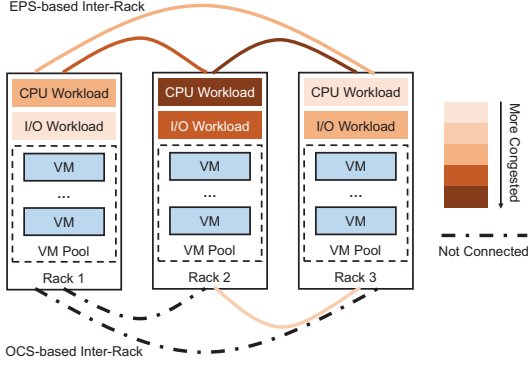 EPS-based Inter-Rack
CPU Workload
I/O Workload
VM
...
VM
VM Pool
Rack 1
CPU Workload
I/O Workload
VM
...
VM
VM Pool
Rack 2
CPU Workload
I/O Workload
VM
...
VM
VM Pool
Rack 3
More Congested
Not Connected
OCS-based Inter-Rack